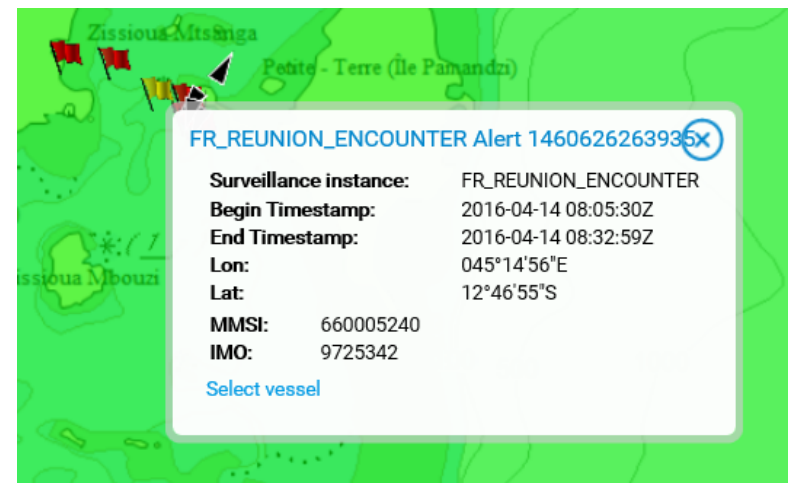 Zissioua Mtsanga
Petite - Terre (Île Pamandzi)
FR_REUNION_ENCOUNTER Alert 1460626263935
Surveillance instance: FR_REUNION_ENCOUNTER
Begin Timestamp: 2016-04-14 08:05:30Z
End Timestamp: 2016-04-14 08:32:59Z
Lon: 045°14'56"E
Lat: 12°46'55"S
issioua Mbouzi
MMSI: 660005240
IMO: 9725342
Select vessel